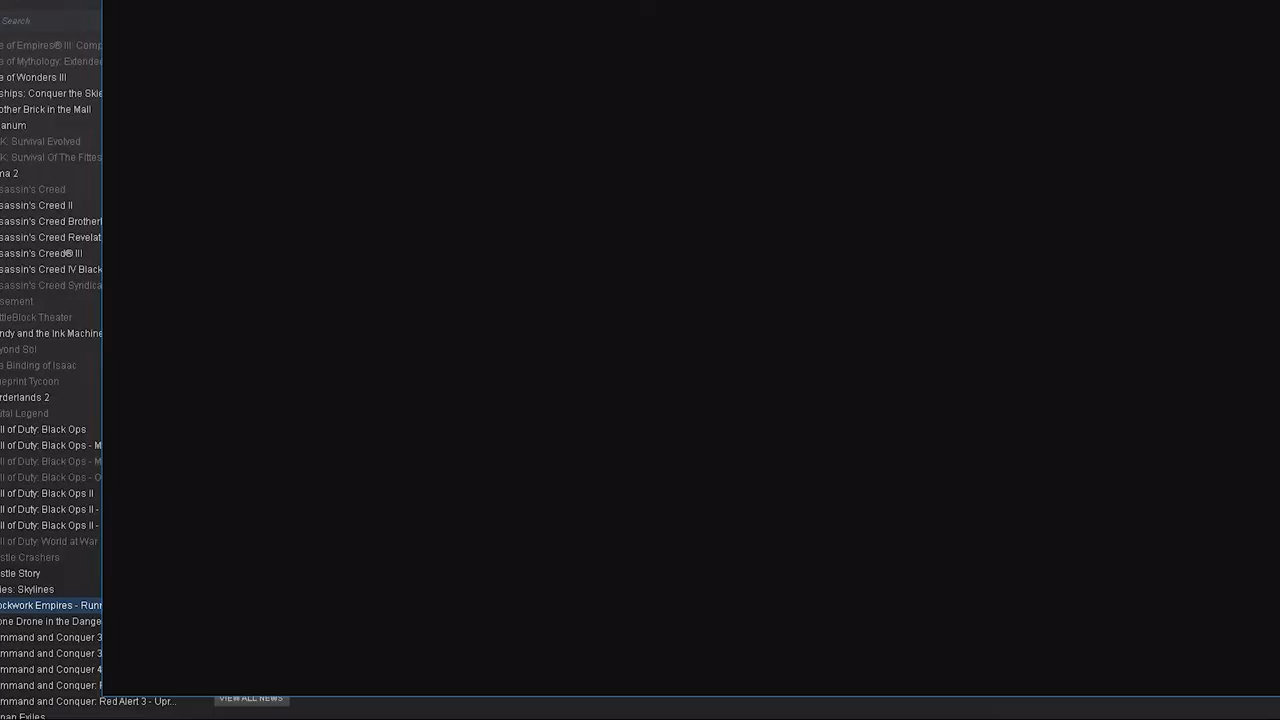 Search
e of Empires® III: Comp
e of Mythology: Extende
e of Wonders III
ships: Conquer the Skie
other Brick in the Mall
anum
K: Survival Evolved
K: Survival Of The Fittes
ma 2
sassin's Creed
sassin's Creed II
sassin's Creed Brother
sassin's Creed Revelat
sassin's Creed® III
sassin's Creed IV Black
sassin's Creed Syndica
sement
ttleBlock Theater
ndy and the Ink Machine
yond Sol
e Binding of Isaac
ueprint Tycoon
rderlands 2
utal Legend
ll of Duty: Black Ops
ll of Duty: Black Ops - M
ll of Duty: Black Ops - M
ll of Duty: Black Ops - O
ll of Duty: Black Ops II
ll of Duty: Black Ops II -
ll of Duty: Black Ops II -
ll of Duty: World at War
stle Crashers
stle Story
ies: Skylines
ockwork Empires - Runn
one Drone in the Dange
mmand and Conquer 3
mmand and Conquer 3
mmand and Conquer 4
mmand and Conquer: R
mmand and Conquer: Red Alert 3 - Upr...
VIEW ALL NEWS
nan Exiles